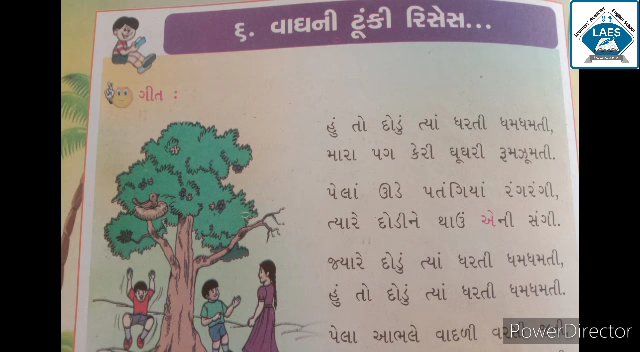 ૬. વાઘની ટૂંકી રિસેસ...
LAES
ગીત :
હું તો દોડું ત્યાં ધરતી ધમધમતી,
મારા પગ કેરી ઘૂઘરી રૂમઝૂમતી.
પેલાં ઊડે પતંગિયાં રંગરંગી,
ત્યારે દોડીને થાઉં એની સંગી.
જ્યારે દોડું ત્યાં ધરતી ધમધમતી,
હું તો દોડું ત્યાં ધરતી ધમધમતી.
પેલા આભલે વાદળી
PowerDirector